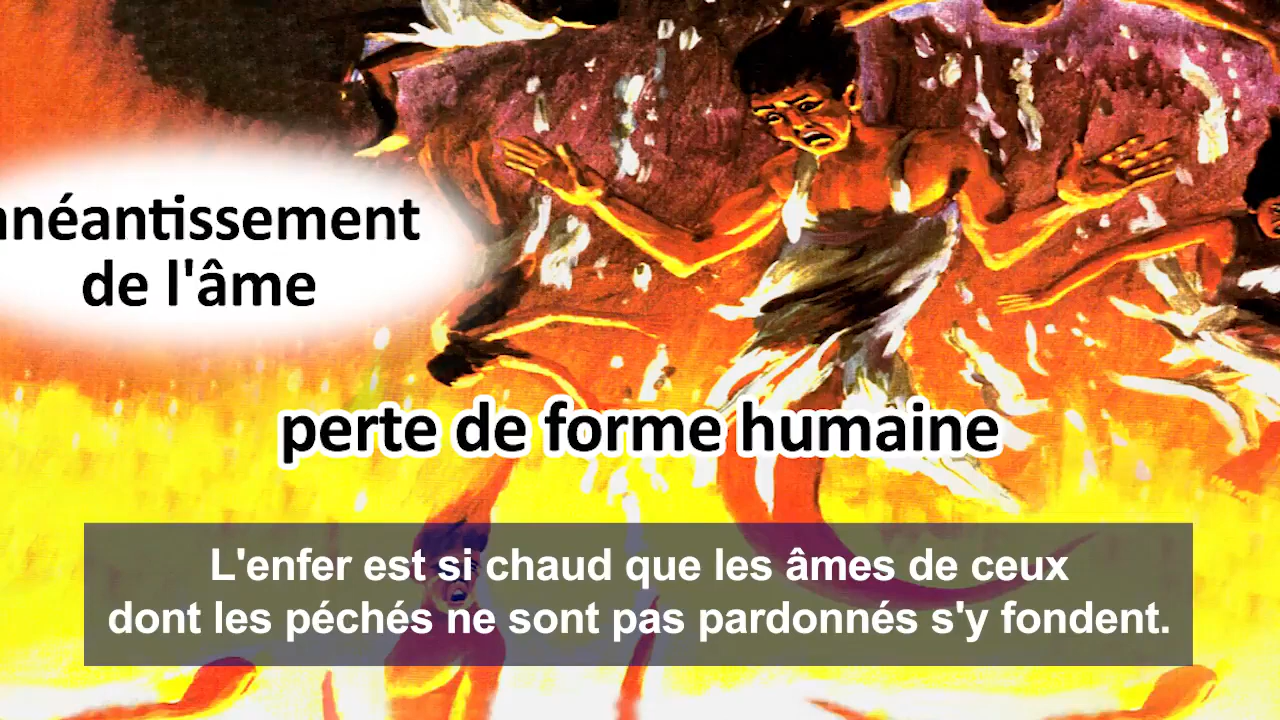 nnéantissement
de l'âme
perte de forme humaine
L'enfer est si chaud que les âmes de ceux
dont les péchés ne sont pas pardonnés s'y fondent.